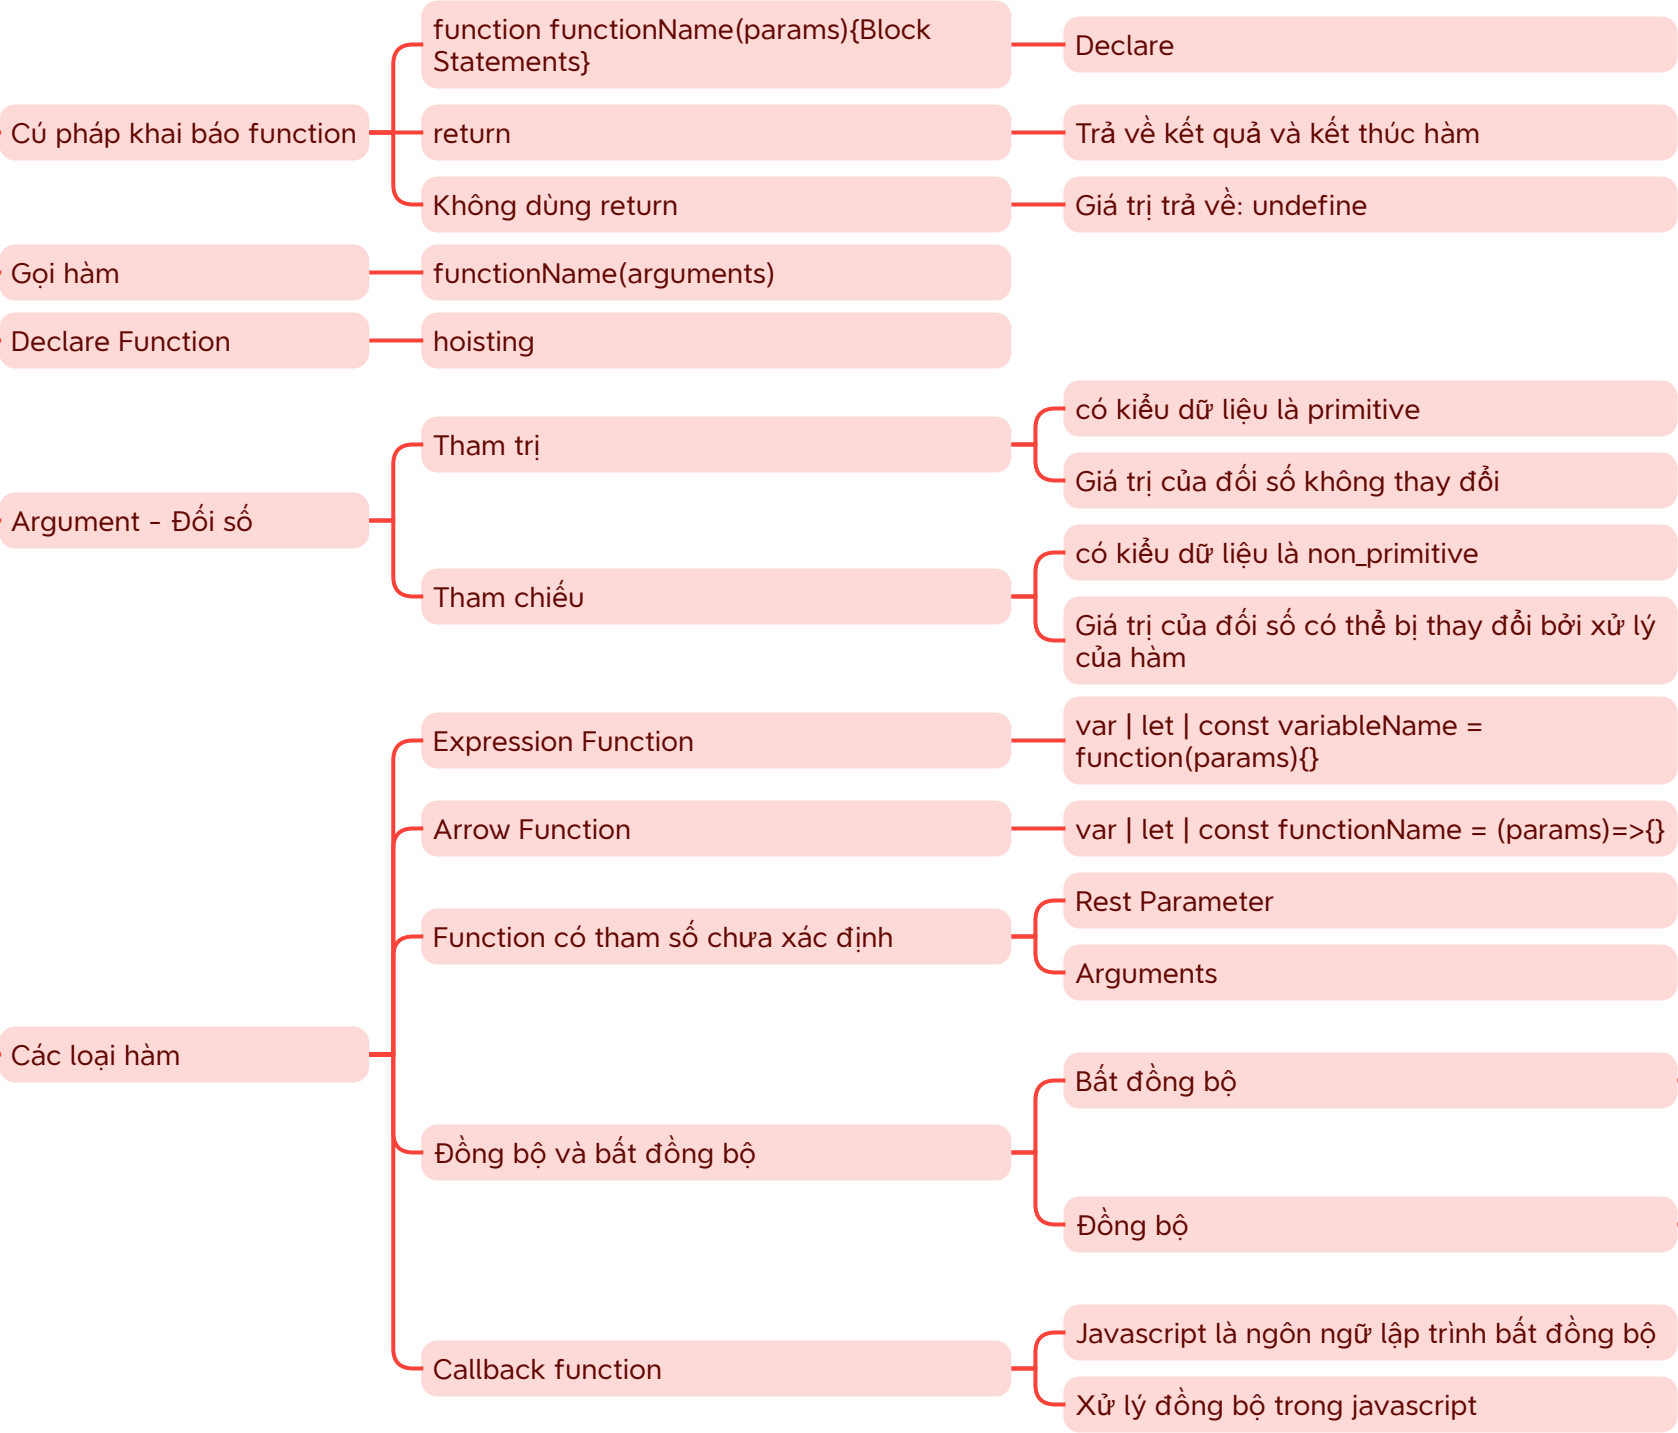 Cú pháp khai báo function
function functionName(params){Block
Statements}
Declare
return
Trả về kết quả và kết thúc hàm
Không dùng return
Giá trị trả về: undefine
Gọi hàm
functionName(arguments)
Declare Function
hoisting
Argument - Đối số
Tham trị
có kiểu dữ liệu là primitive
Giá trị của đối số không thay đổi
Tham chiếu
có kiểu dữ liệu là non_primitive
Giá trị của đối số có thể bị thay đổi bởi xử lý
của hàm
Các loại hàm
Expression Function
var | let | const variableName =
function(params){}
Arrow Function
var | let | const functionName = (params)=>{}
Function có tham số chưa xác định
Rest Parameter
Arguments
Đồng bộ và bất đồng bộ
Bất đồng bộ
Đồng bộ
Callback function
Javascript là ngôn ngữ lập trình bất đồng bộ
Xử lý đồng bộ trong javascript